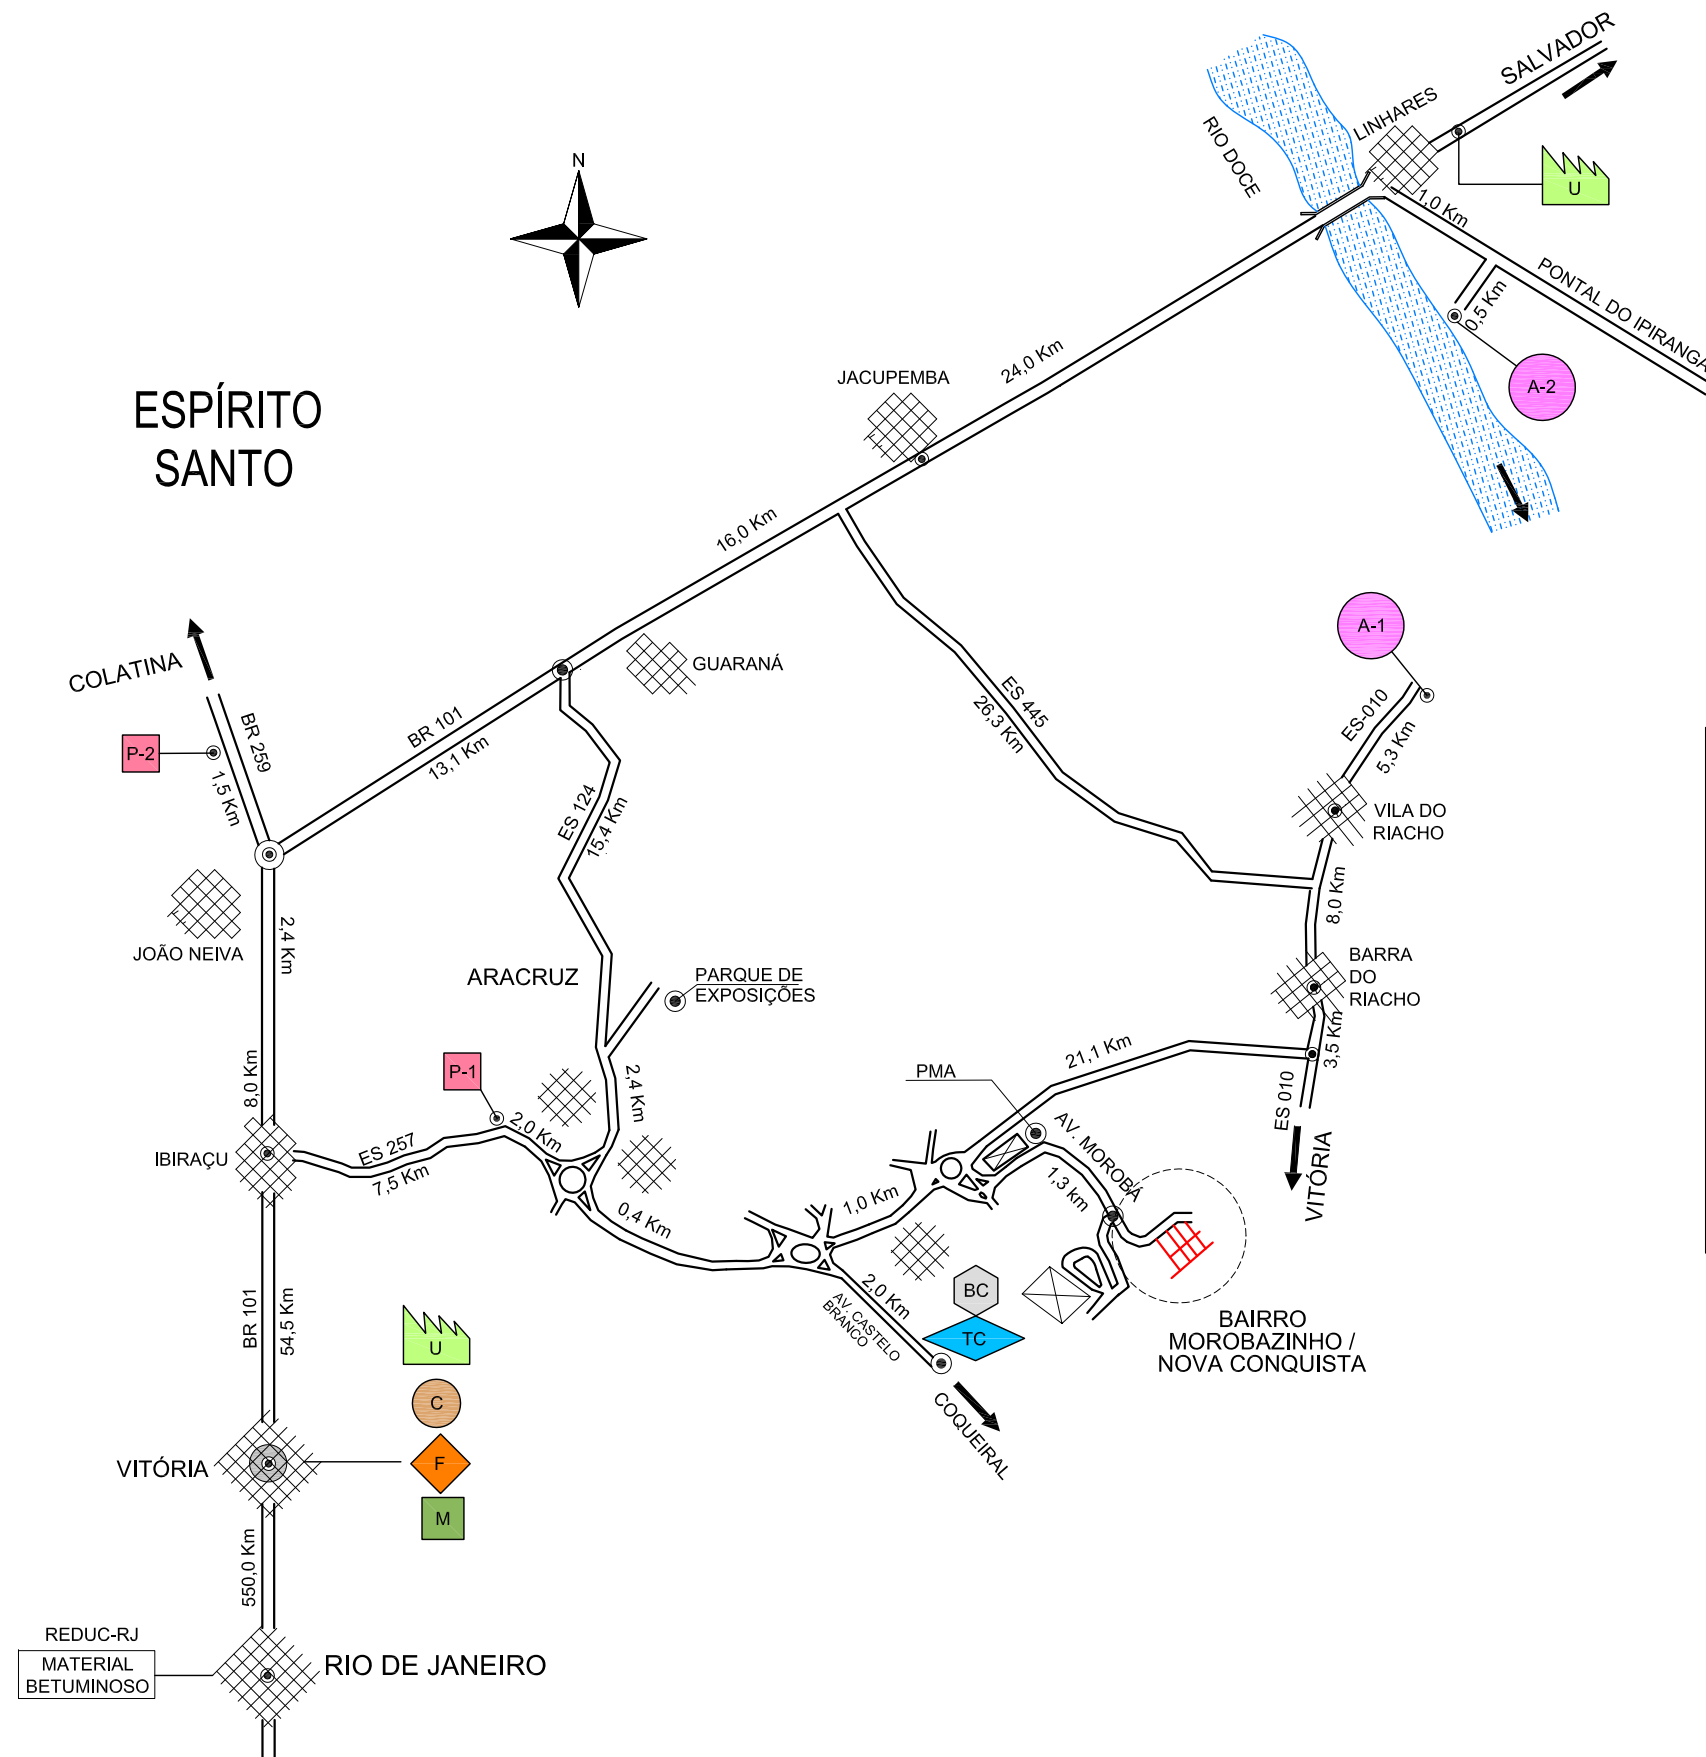 SALVADOR
LINHARES
RIO DOCE
U
1,0 Km
N
PONTAL DO IPIRANGA
0,5 Km
A-2
24,0 Km
JACUPEMBA
ESPÍRITO
SANTO
16,0 Km
A-1
GUARANÁ
COLATINA
BR 259
BR 101
13,1 Km
ES 445
26,3 Km
ES-010
5,3 Km
P-2
1,5 Km
ES 124
15,4 Km
VILA DO
RIACHO
8,0 Km
JOÃO NEIVA
2,4 Km
ARACRUZ
PARQUE DE
EXPOSIÇÕES
BARRA
DO
RIACHO
3,5 Km
21,1 Km
P-1
PMA
8,0 Km
2,0 Km
2,4 Km
ES 010
AV. MOROBÁ
1,3 km
IBIRAÇU
ES 257
7,5 Km
VITÓRIA
0,4 Km
1,0 Km
BC
TC
2,0 Km
AV. CASTELO
BRANCO
BR 101
54,5 Km
BAIRRO
MOROBAZINHO /
NOVA CONQUISTA
U
C
F
M
COQUEIRAL
VITÓRIA
550,0 Km
REDUC-RJ
MATERIAL
BETUMINOSO
RIO DE JANEIRO